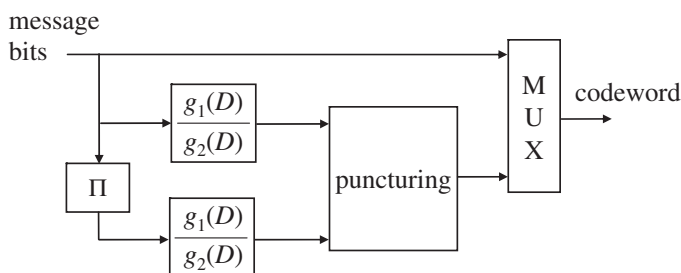 message
bits
M
U
X
codeword
g₁(D)
g₂(D)
puncturing
Π
g₁(D)
g₂(D)